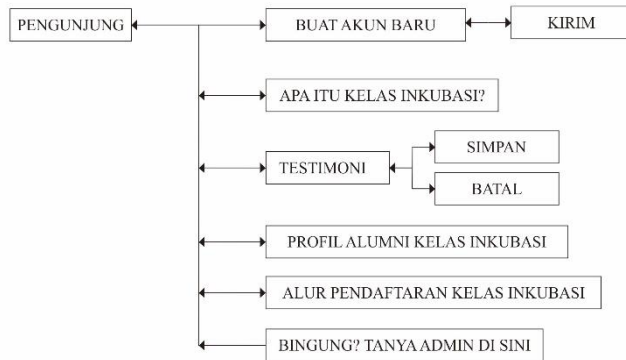 PENGUNJUNG
BUAT AKUN BARU
KIRIM
APA ITU KELAS INKUBASI?
TESTIMONI
SIMPAN
BATAL
PROFIL ALUMNI KELAS INKUBASI
ALUR PENDAFTARAN KELAS INKUBASI
BINGUNG? TANYA ADMIN DI SINI